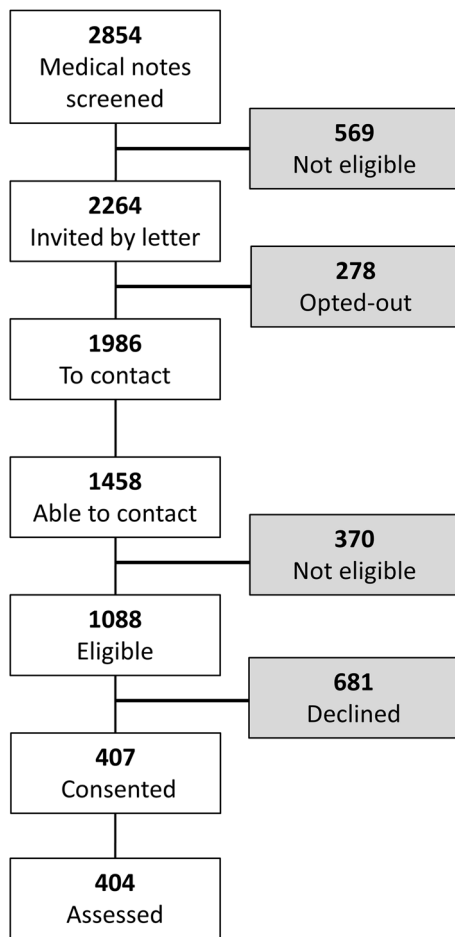 2854
Medical notes
screened
569
Not eligible
2264
Invited by letter
278
Opted-out
1986
To contact
1458
Able to contact
370
Not eligible
1088
Eligible
681
Declined
407
Consented
404
Assessed